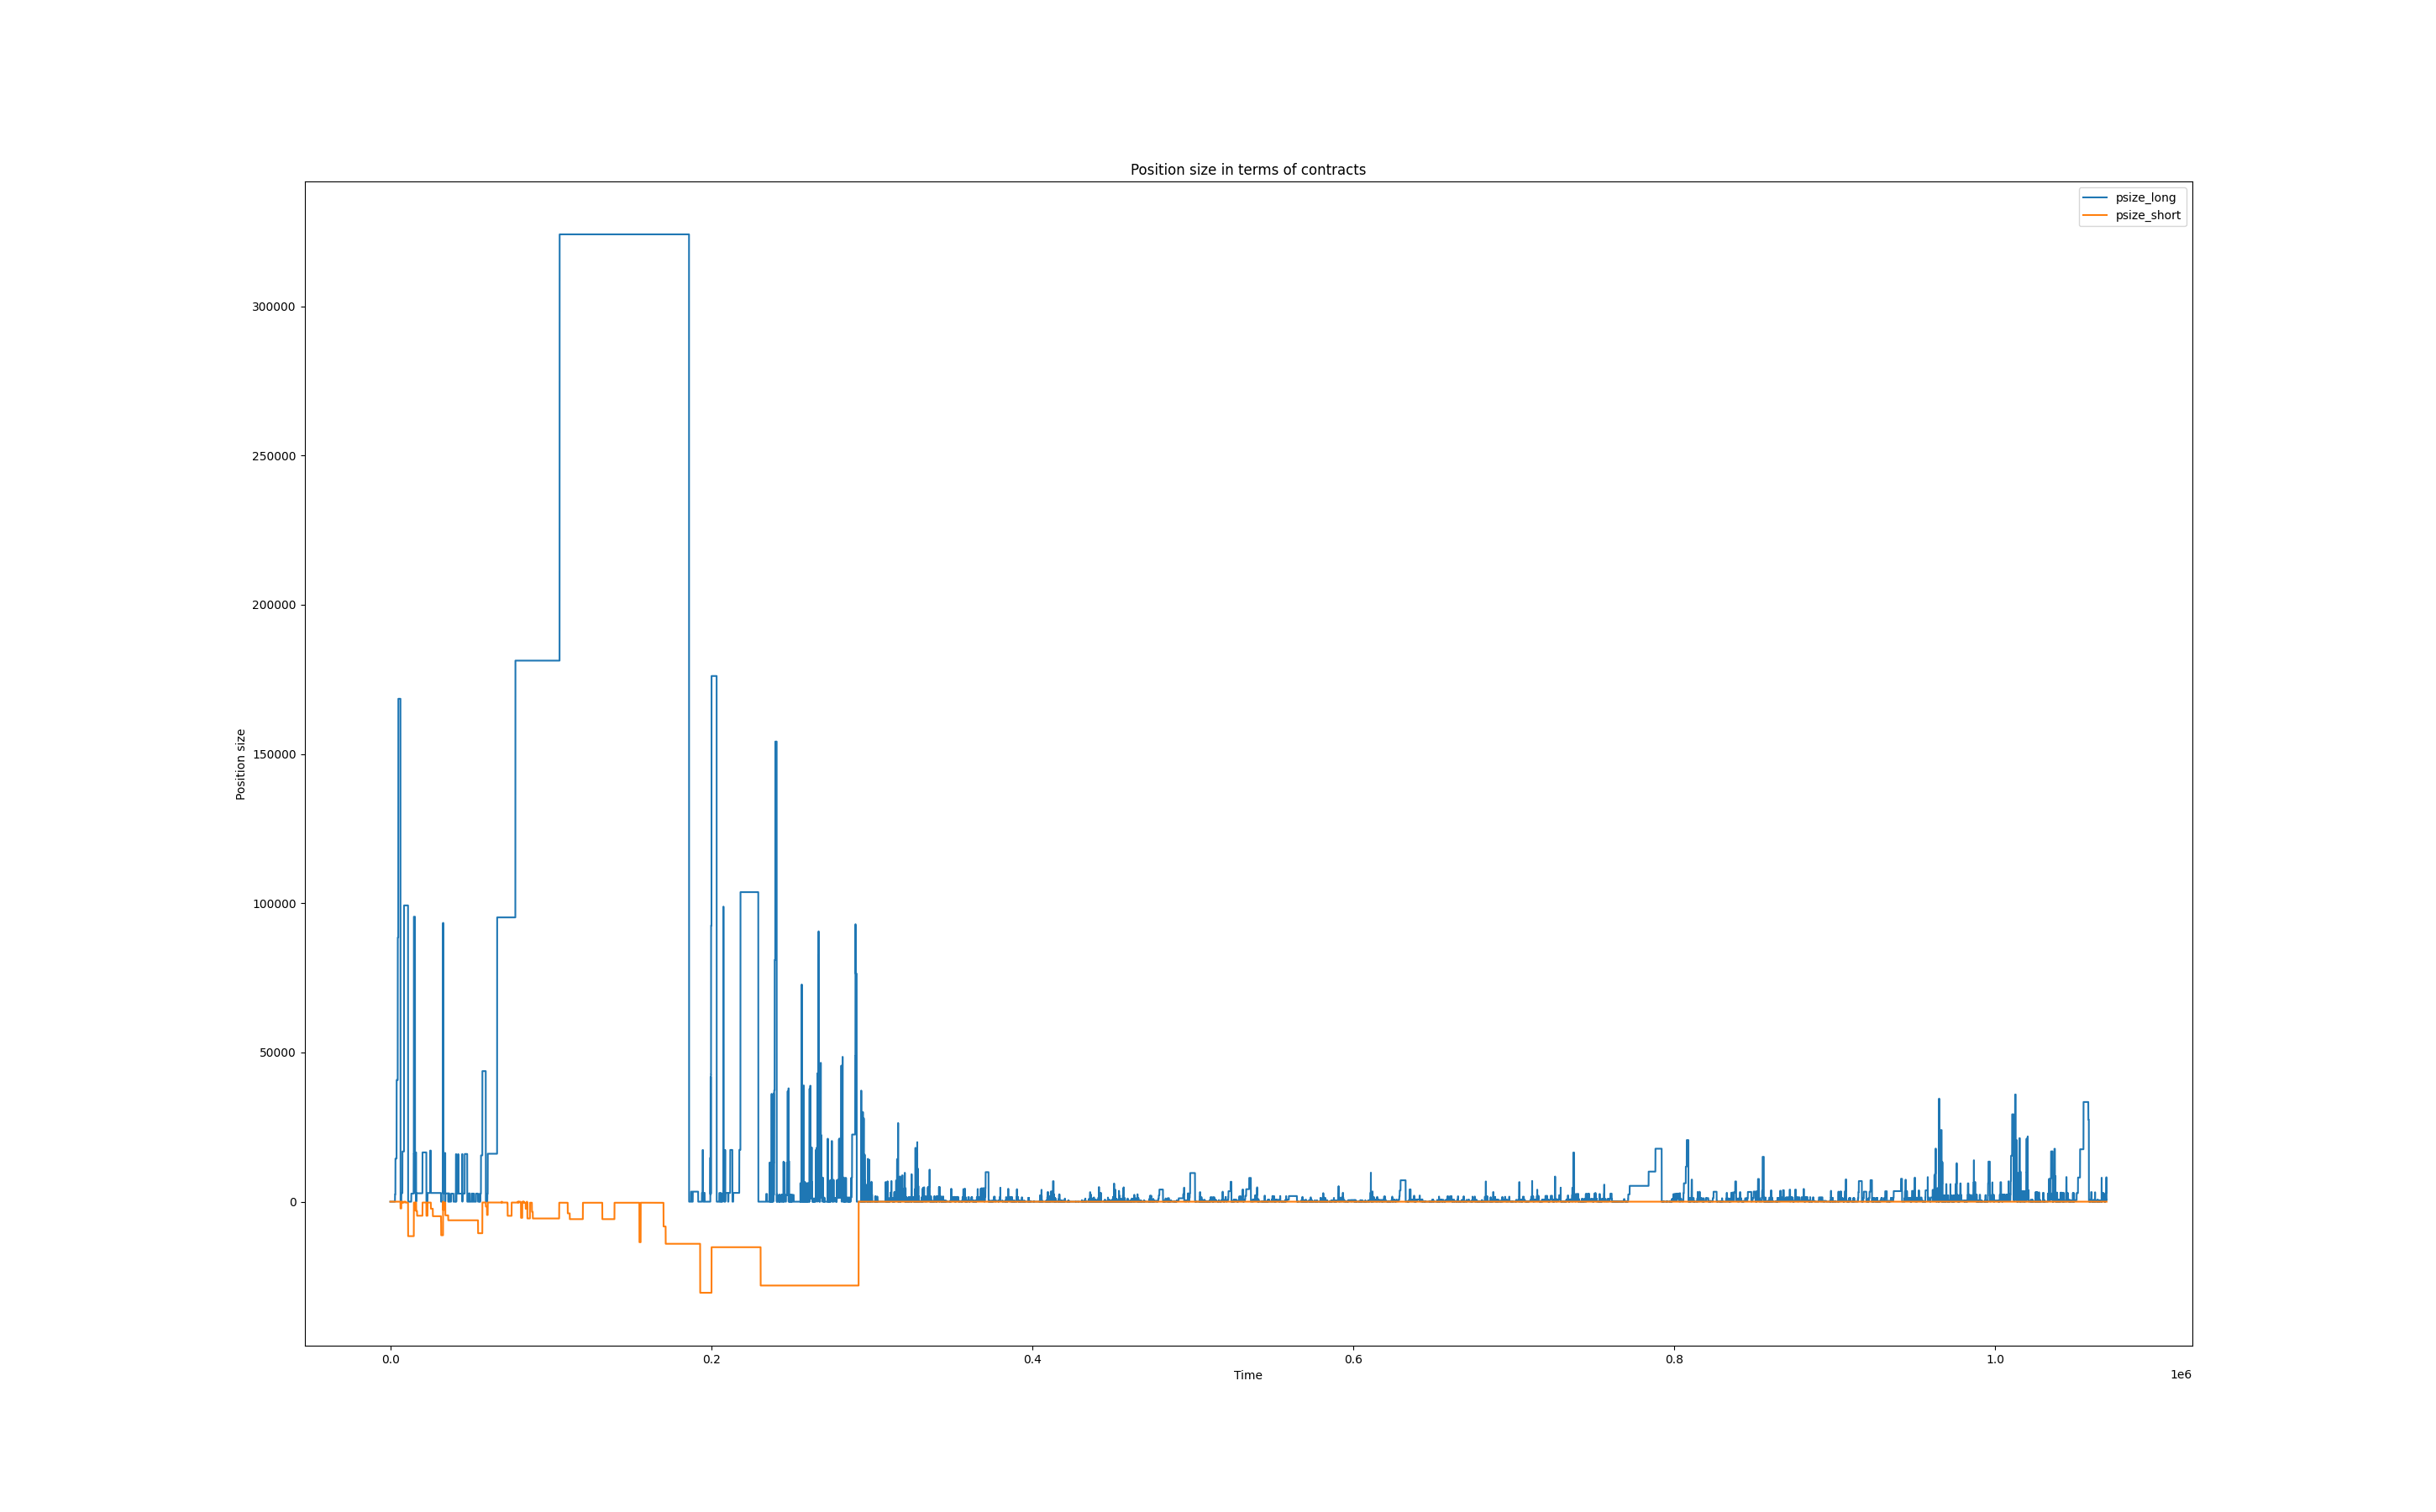 Position size in terms of contracts
psize_long
psize_short
300000
250000
200000
150000
100000
50000
0
Position size
0.0
0.2
0.4
0.6
0.8
1.0
Time
1e6